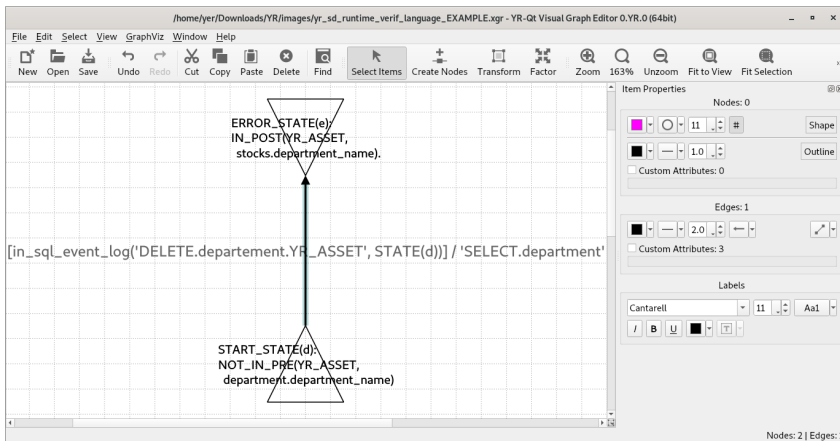 /home/yer/Downloads/YR/images/yr_sd_runtime_verif_language_EXAMPLE.xgr - YR-Qt Visual Graph Editor 0.YR.0 (64bit)
File Edit Select View GraphViz Window Help
New Open Save Undo Redo Cut Copy Paste Delete Find Select Items Create Nodes Transform Factor Zoom 163% Unzoom Fit to View Fit Selection
Item Properties
Nodes: 0
11 # Shape
1.0 Outline
Custom Attributes: 0
Edges: 1
2.0
Custom Attributes: 3
Labels
Cantarell 11 Aa1
I B U T
ERROR_STATE(e):
IN_POST(YR_ASSET,
stocks.department_name).
[in_sql_event_log('DELETE.departement.YR_ASSET', STATE(d))] / 'SELECT.department'
START_STATE(d):
NOT_IN_PRE(YR_ASSET,
department.department_name)
Nodes: 2 | Edges: